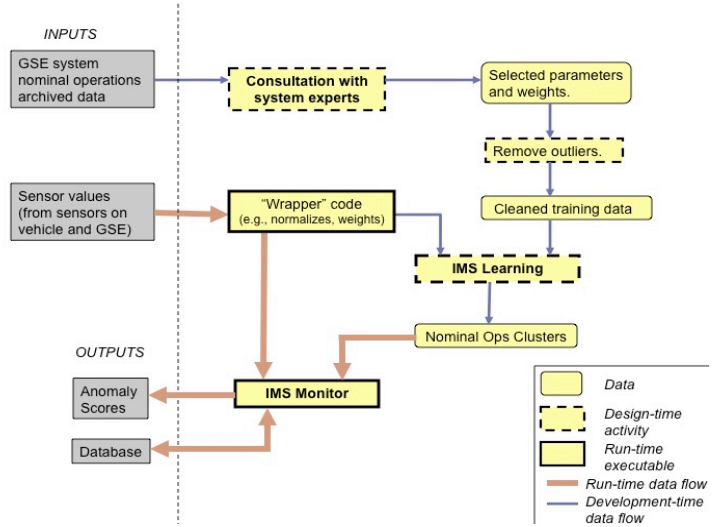 INPUTS
GSE system
nominal operations
archived data
Consultation with
system experts
Selected parameters
and weights.
Remove outliers.
Sensor values
(from sensors on
vehicle and GSE)
“Wrapper” code
(e.g., normalizes, weights)
Cleaned training data
IMS Learning
Nominal Ops Clusters
OUTPUTS
Anomaly
Scores
IMS Monitor
Database
Data
Design-time
activity
Run-time
executable
Run-time data flow
Development-time
data flow